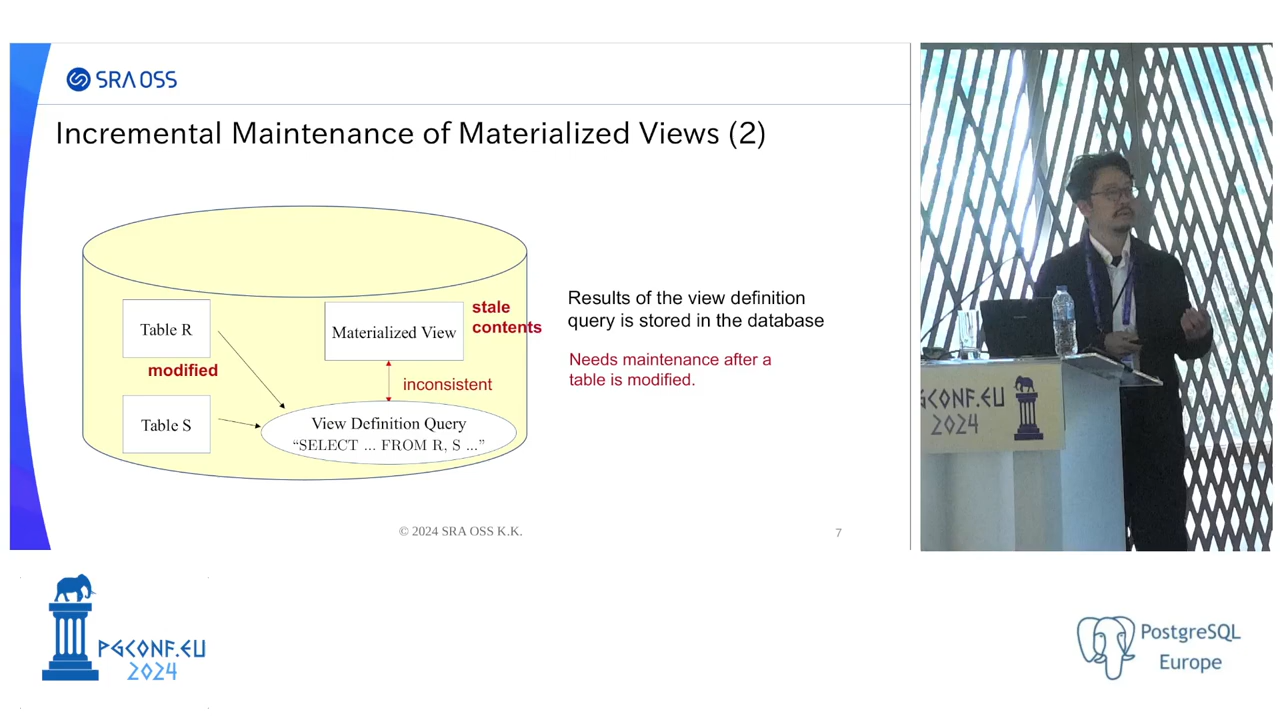 SRA OSS
Incremental Maintenance of Materialized Views (2)
Table R
modified
Table S
Materialized View
stale
contents
inconsistent
View Definition Query
“SELECT ... FROM R, S ...”
Results of the view definition
query is stored in the database
Needs maintenance after a
table is modified.
© 2024 SRA OSS K.K.
7
GCONF.EU
2024
PGCONF.EU
2024
PostgreSQL
Europe